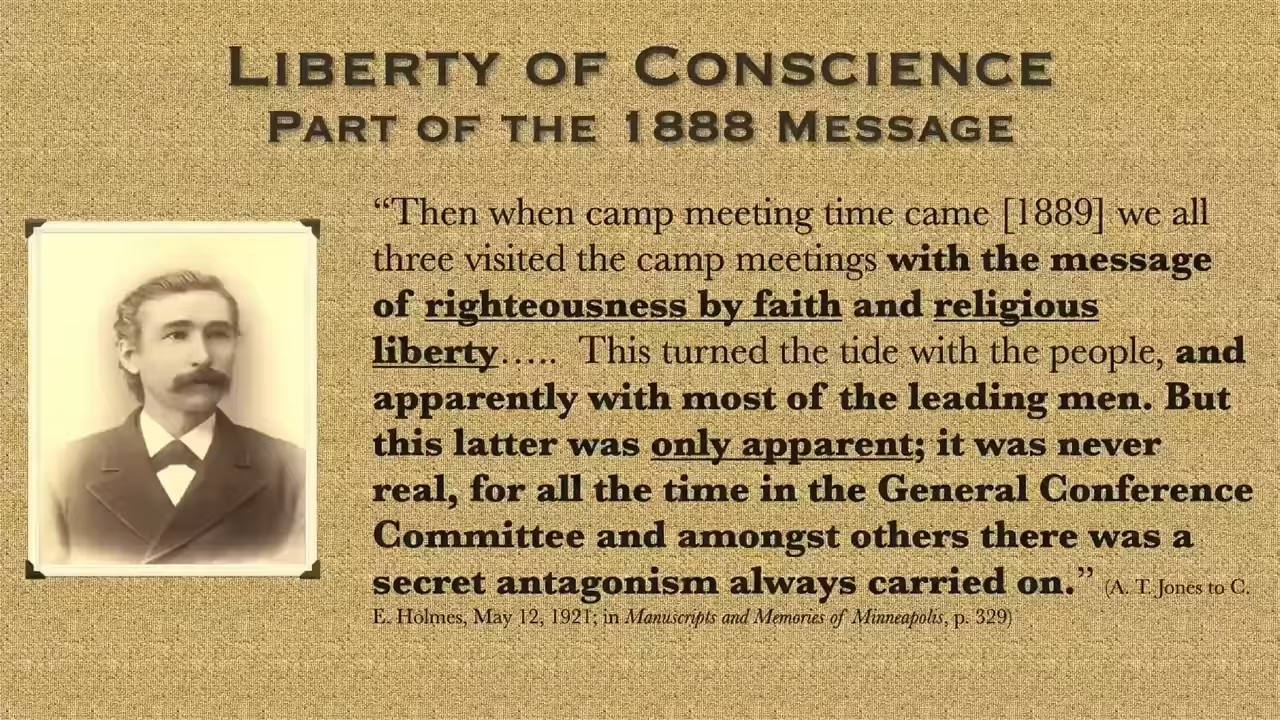 LIBERTY OF CONSCIENCE
PART OF THE 1888 MESSAGE
“Then when camp meeting time came [1889] we all
three visited the camp meetings with the message
of righteousness by faith and religious
liberty….. This turned the tide with the people, and
apparently with most of the leading men. But
this latter was only apparent; it was never
real, for all the time in the General Conference
Committee and amongst others there was a
secret antagonism always carried on.” (A. T. Jones to C.
E. Holmes, May 12, 1921; in Manuscripts and Memories of Minneapolis, p. 329)